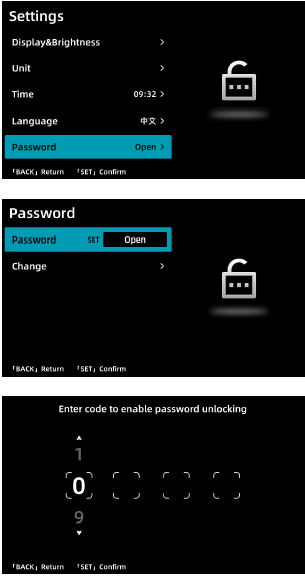 Settings
Display&Brightness >
Unit >
Time 09:32 >
Language 中文 >
Password Open >
「BACK」Return 「SET」Confirm
Password
Password SET Open
Change >
「BACK」Return 「SET」Confirm
Enter code to enable password unlocking
1
0
9
「BACK」Return 「SET」Confirm